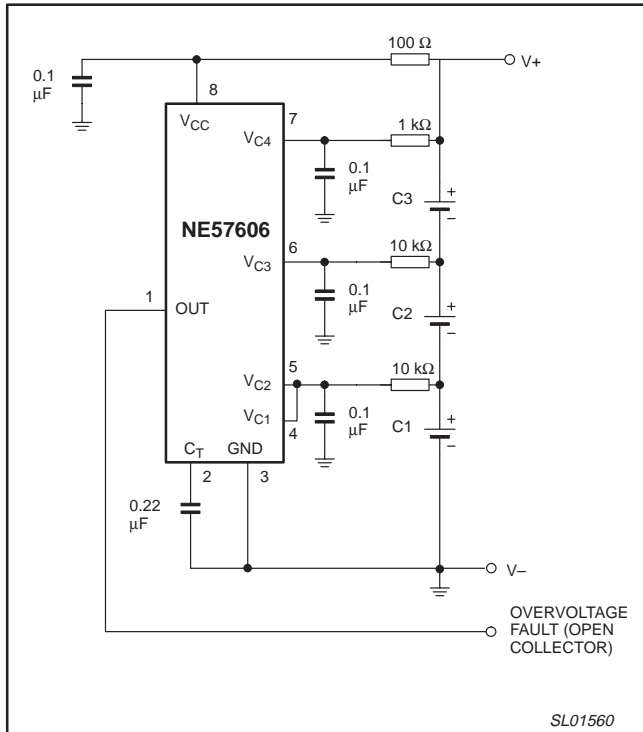 100 Ω
V+
0.1
µF
8
VCC
7
VC4
1 kΩ
0.1
µF
C3
+
–
NE57606
6
VC3
10 kΩ
0.1
µF
C2
+
–
1
OUT
5
VC2
10 kΩ
VC1
4
0.1
µF
C1
+
–
CT
GND
2
3
0.22
µF
V–
OVERVOLTAGE
FAULT (OPEN
COLLECTOR)
SL01560